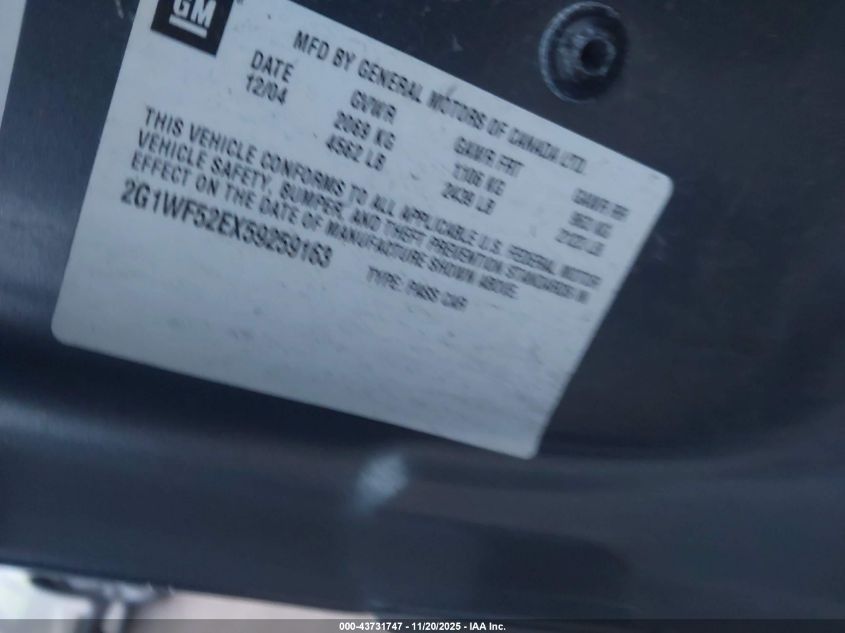 GM
MFD BY GENERAL MOTORS OF CANADA LTD.
DATE GVWR GAWR FRT GAWR RR
12/04 2069 KG 1106 KG 963 KG
4562 LB 2439 LB 2123 LB
THIS VEHICLE CONFORMS TO ALL APPLICABLE U.S. FEDERAL MOTOR
VEHICLE SAFETY, BUMPER, AND THEFT PREVENTION STANDARDS IN
EFFECT ON THE DATE OF MANUFACTURE SHOWN ABOVE.
2G1WF52EX59259163
TYPE: PASS CAR
000-43731747 - 11/20/2025 - IAA Inc.